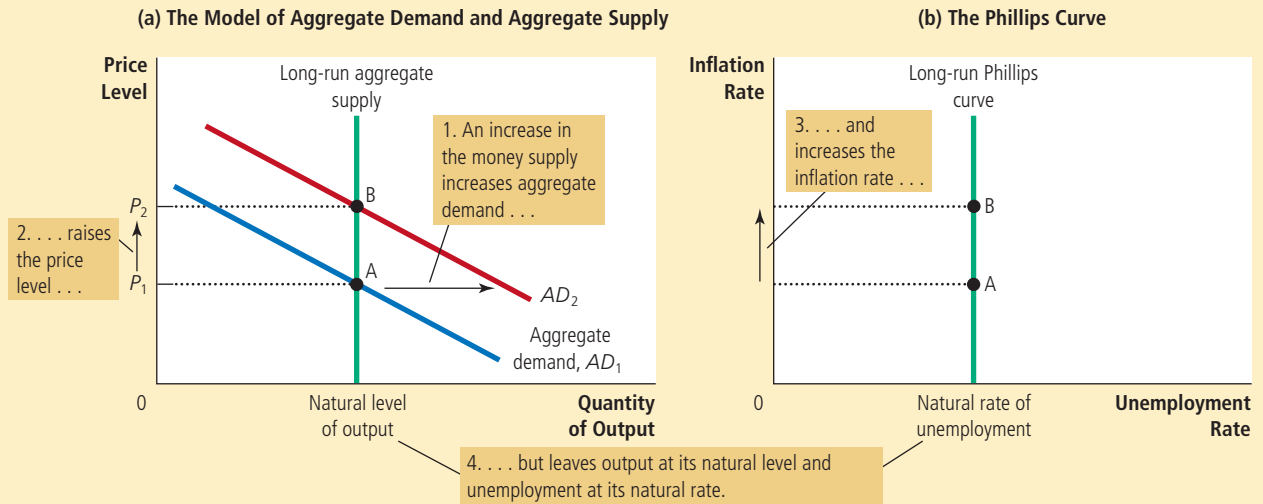 (a) The Model of Aggregate Demand and Aggregate Supply
Price
Level
Long-run aggregate
supply
1. An increase in
the money supply
increases aggregate
demand . . .
B
P2
2. . . . raises
the price
level . . .
P1
A
AD2
Aggregate
demand, AD1
0
Natural level
of output
Quantity
of Output
(b) The Phillips Curve
Inflation
Rate
Long-run Phillips
curve
3. . . . and
increases the
inflation rate . . .
B
A
0
Natural rate of
unemployment
Unemployment
Rate
4. . . . but leaves output at its natural level and
unemployment at its natural rate.